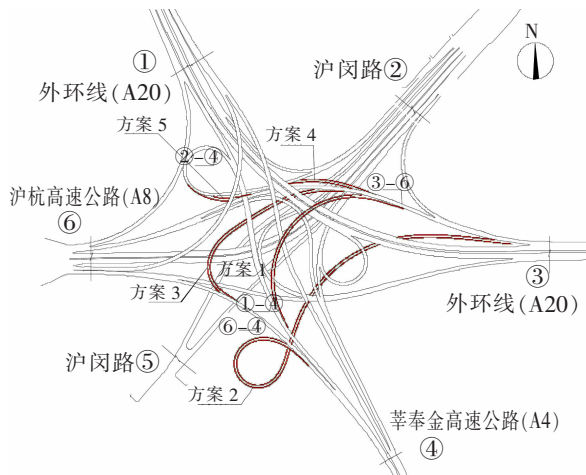 ①
外环线(A20)
沪闵路②
N
方案 5
方案 4
②-④
③-⑥
沪杭高速公路(A8)
⑥
方案 1
方案 3
①-④
③
外环线(A20)
⑥-④
沪闵路⑤
方案 2
莘奉金高速公路(A4)
④